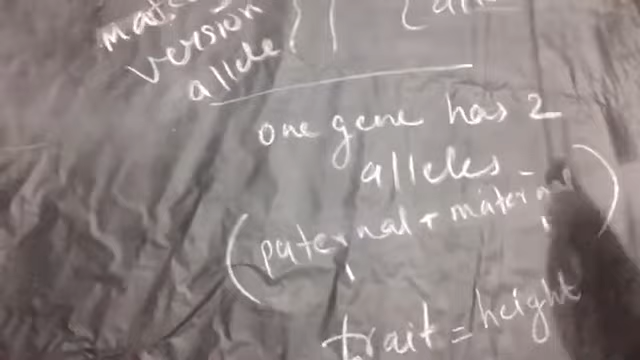 version
allele
one gene has 2
alleles -
(paternal + maternal)
trait = height